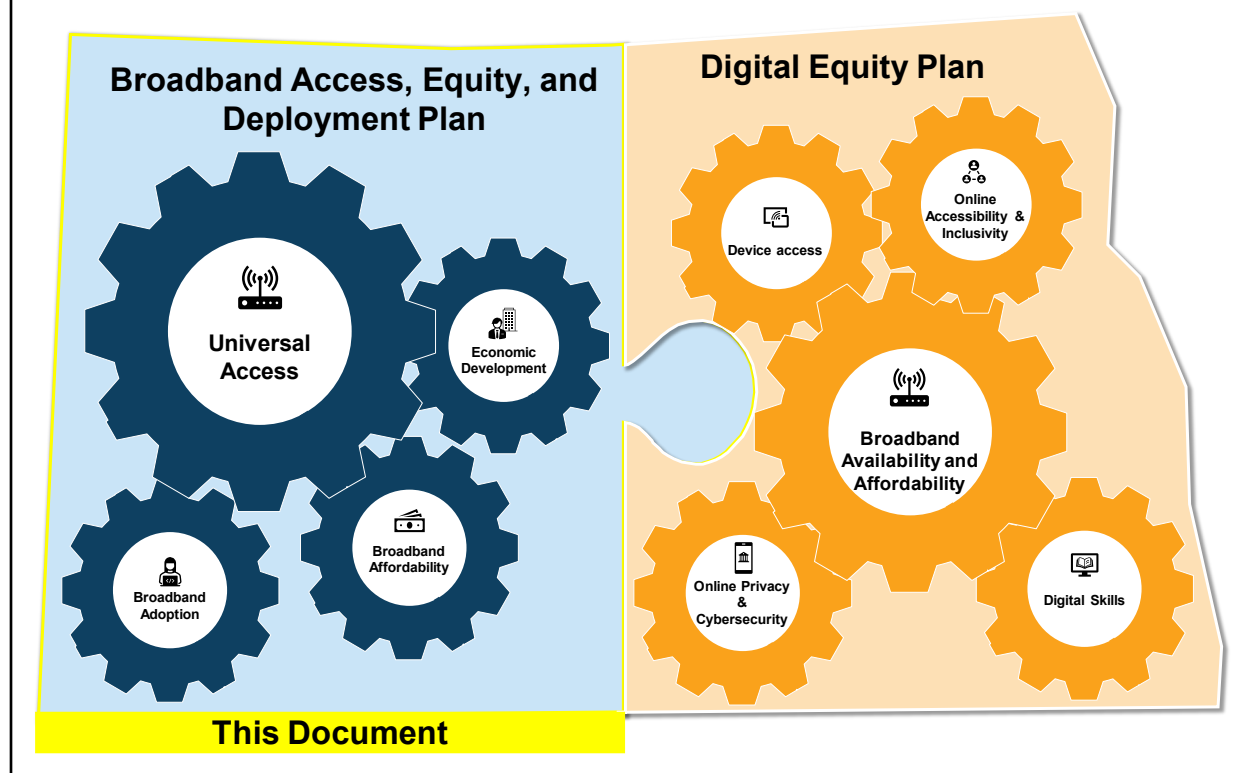 Broadband Access, Equity, and
Deployment Plan
Universal
Access
Economic
Development
Broadband
Affordability
Broadband
Adoption
This Document
Digital Equity Plan
Device access
Online
Accessibility &
Inclusivity
Broadband
Availability and
Affordability
Online Privacy
&
Cybersecurity
Digital Skills